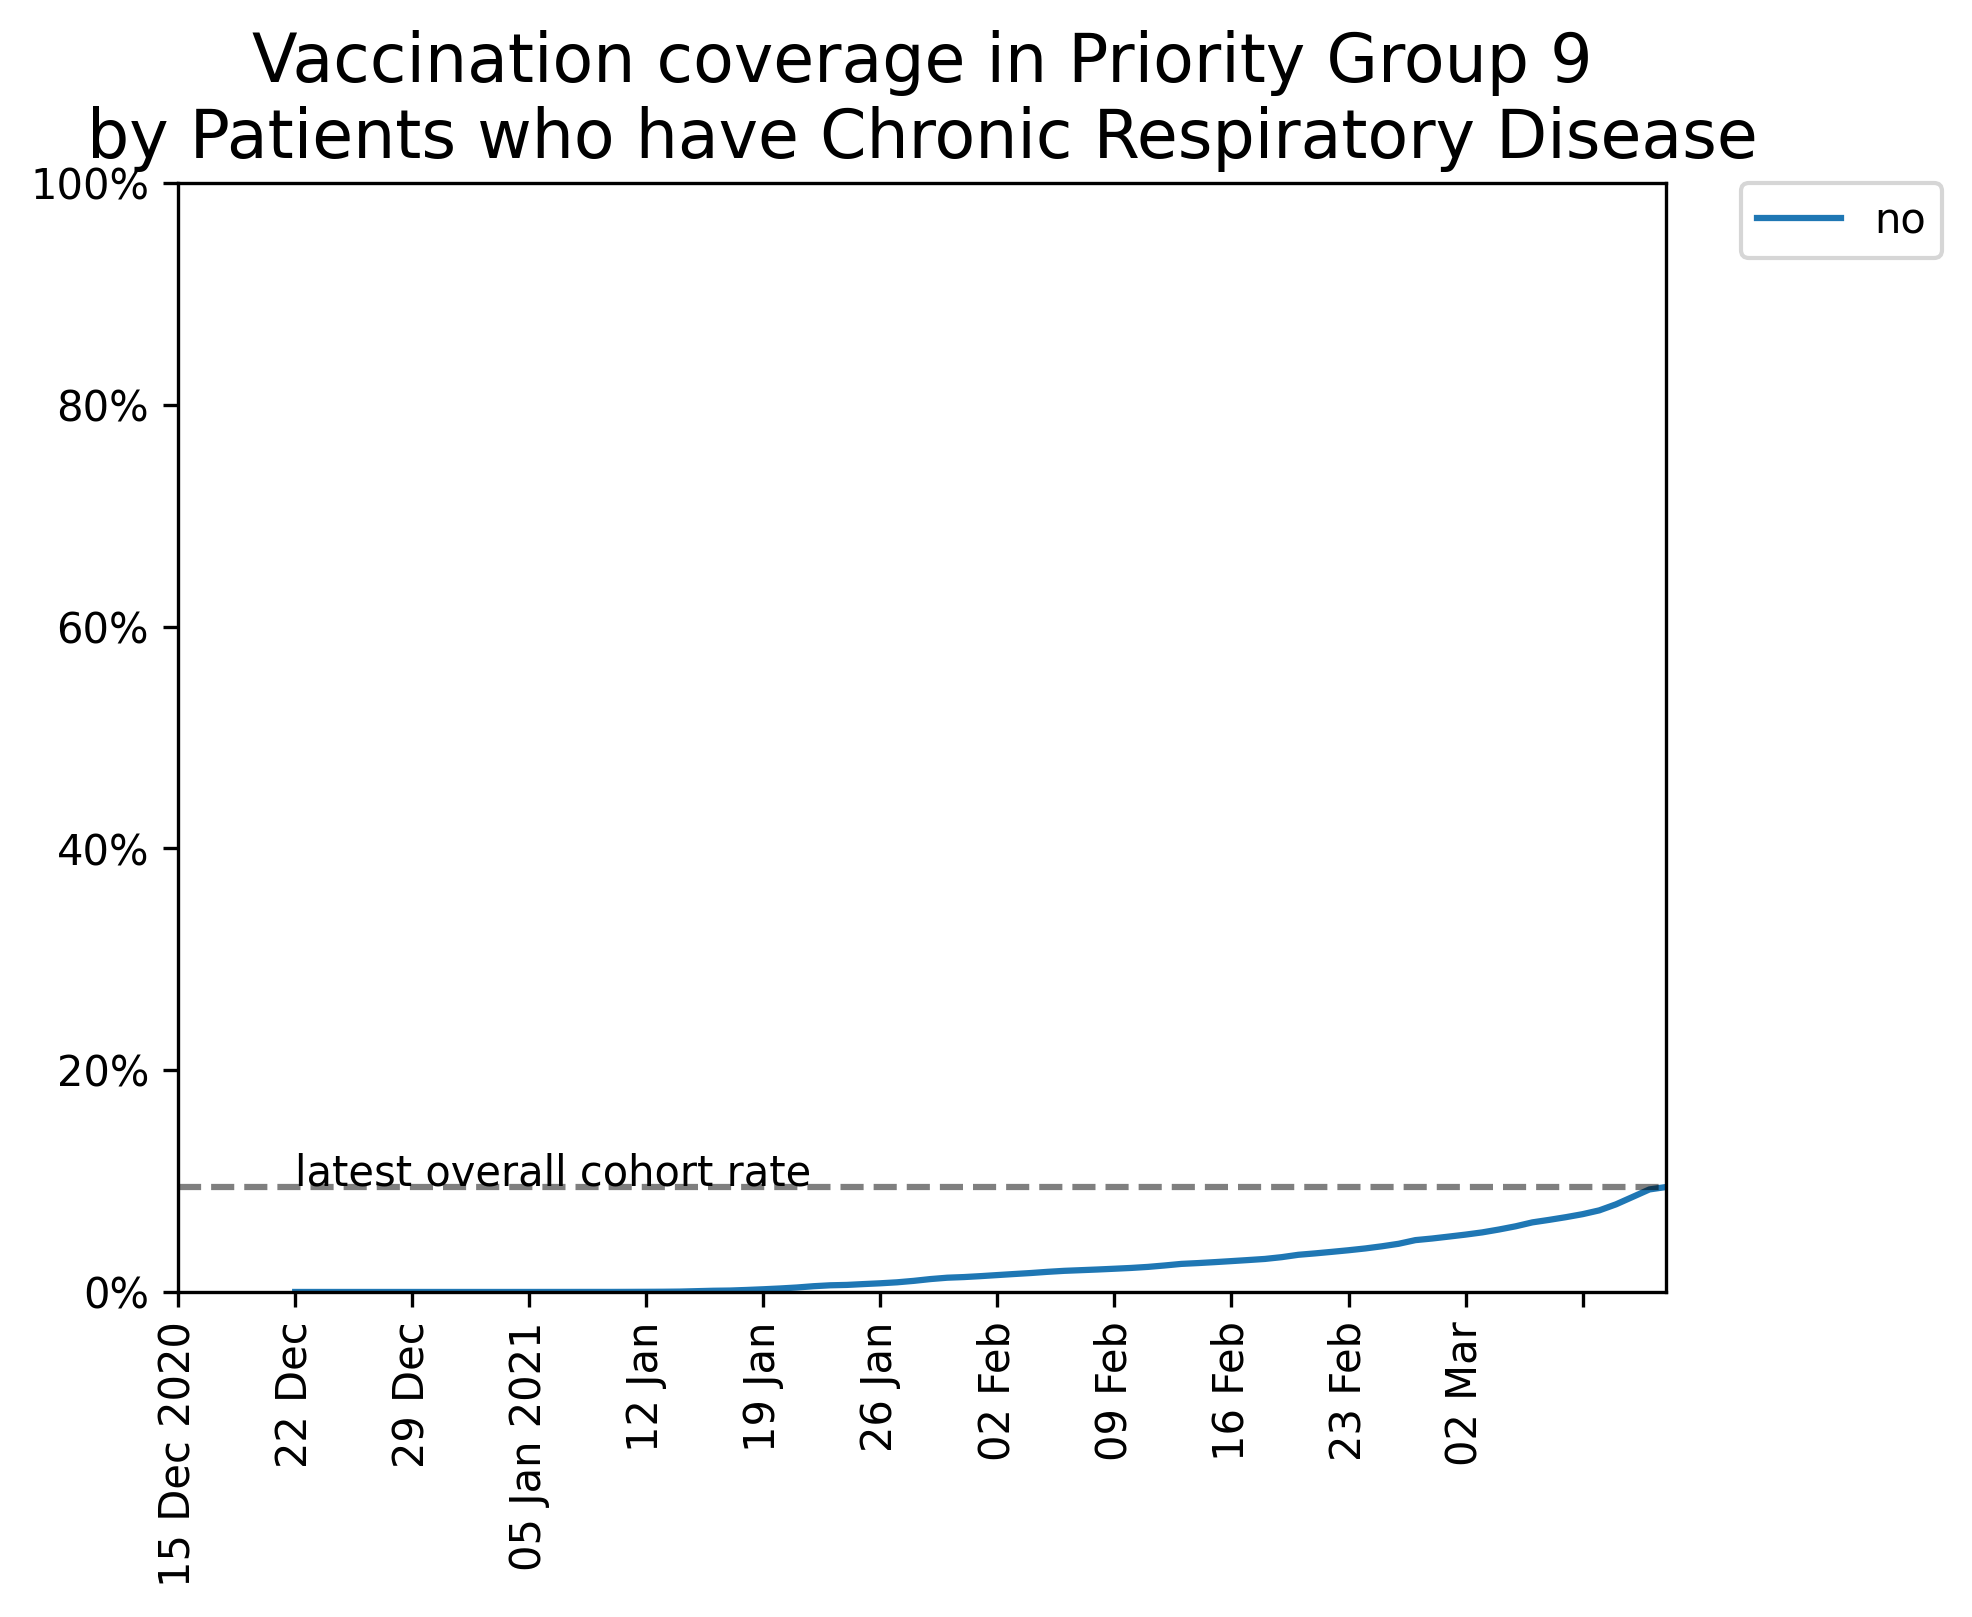 Vaccination coverage in Priority Group 9
by Patients who have Chronic Respiratory Disease
100%
80%
60%
40%
20%
0%
latest overall cohort rate
no
15 Dec 2020
22 Dec
29 Dec
05 Jan 2021
12 Jan
19 Jan
26 Jan
02 Feb
09 Feb
16 Feb
23 Feb
02 Mar